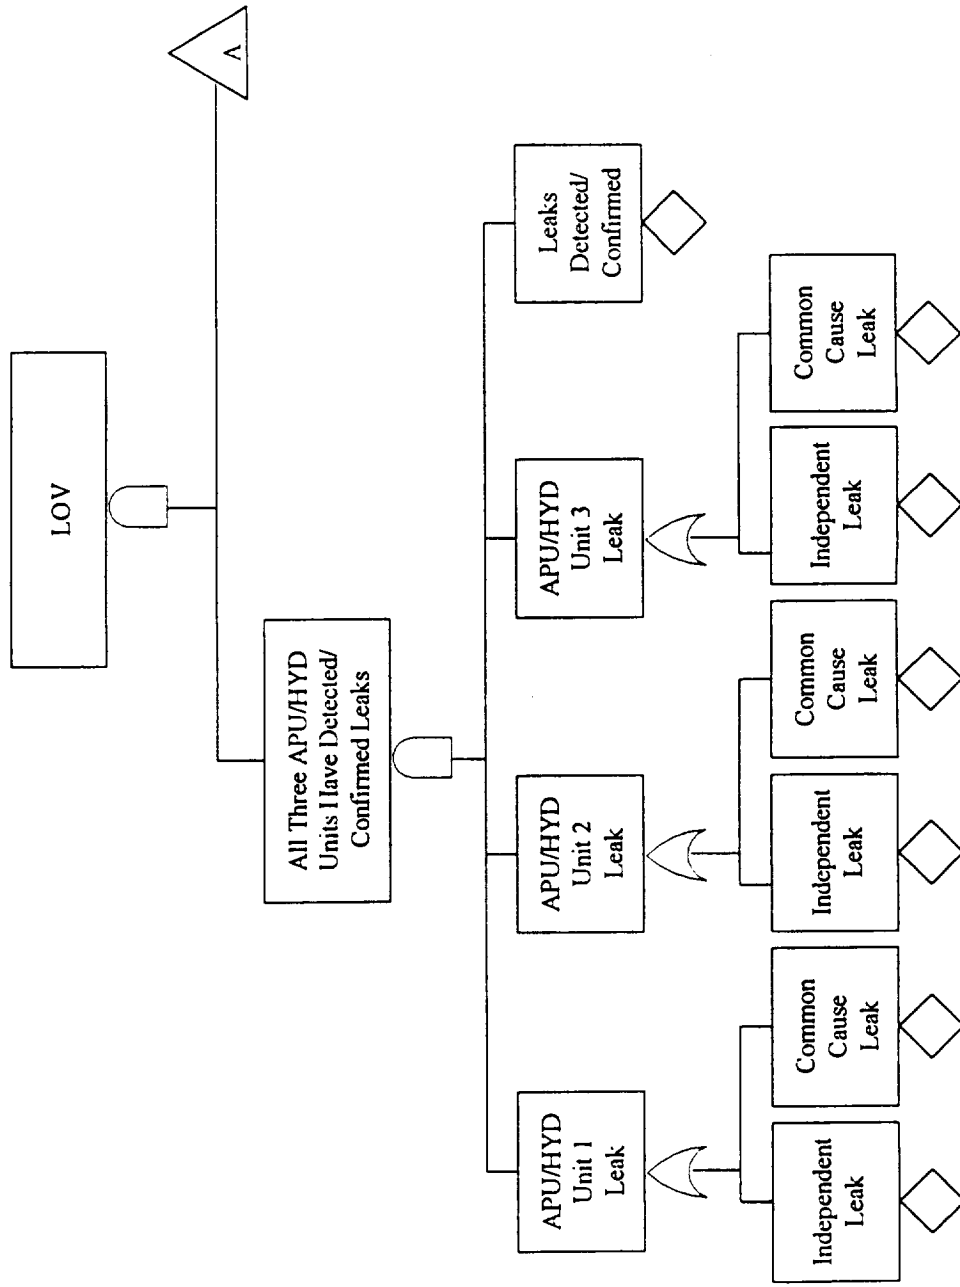 LOV
A
All Three APU/HYD
Units Have Detected/
Confirmed Leaks
APU/HYD
Unit 1
Leak
APU/HYD
Unit 2
Leak
APU/HYD
Unit 3
Leak
Leaks
Detected/
Confirmed
Independent
Leak
Common
Cause
Leak
Independent
Leak
Common
Cause
Leak
Independent
Leak
Common
Cause
Leak